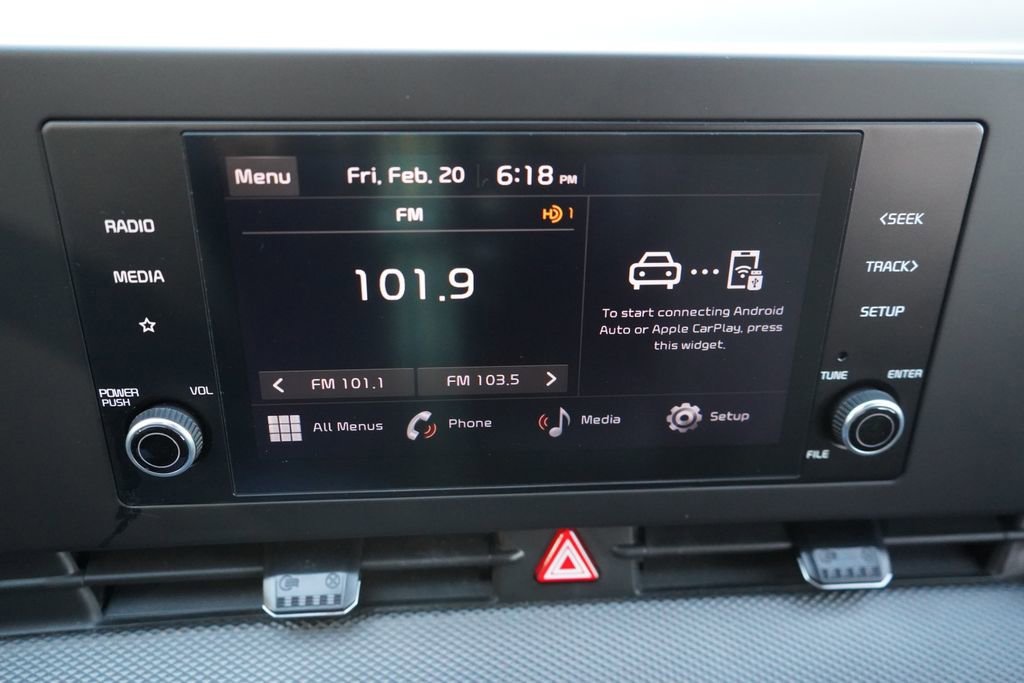 Menu Fri, Feb. 20 6:18 PM
FM HD 1
101.9
FM 101.1 FM 103.5
To start connecting Android
Auto or Apple CarPlay, press
this widget.
All Menus Phone Media Setup
RADIO
MEDIA
POWER
PUSH
VOL
<SEEK
TRACK>
SETUP
TUNE
ENTER
FILE